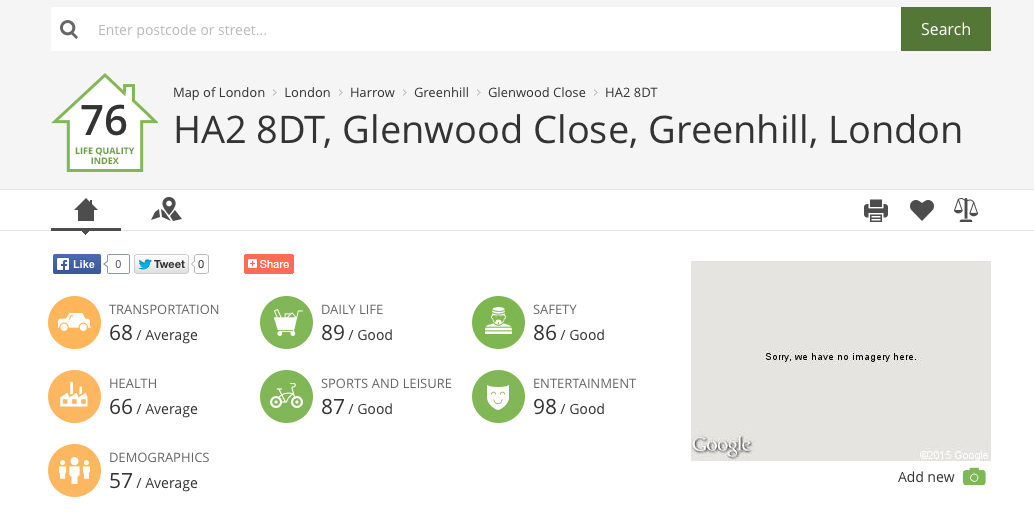 Enter postcode or street...
Search
76
LIFE QUALITY
INDEX
Map of London > London > Harrow > Greenhill > Glenwood Close > HA2 8DT
HA2 8DT, Glenwood Close, Greenhill, London
Like 0 Tweet 0 Share
TRANSPORTATION
68 / Average
DAILY LIFE
89 / Good
SAFETY
86 / Good
HEALTH
66 / Average
SPORTS AND LEISURE
87 / Good
ENTERTAINMENT
98 / Good
DEMOGRAPHICS
57 / Average
Sorry, we have no imagery here.
Google
©2015 Google
Add new